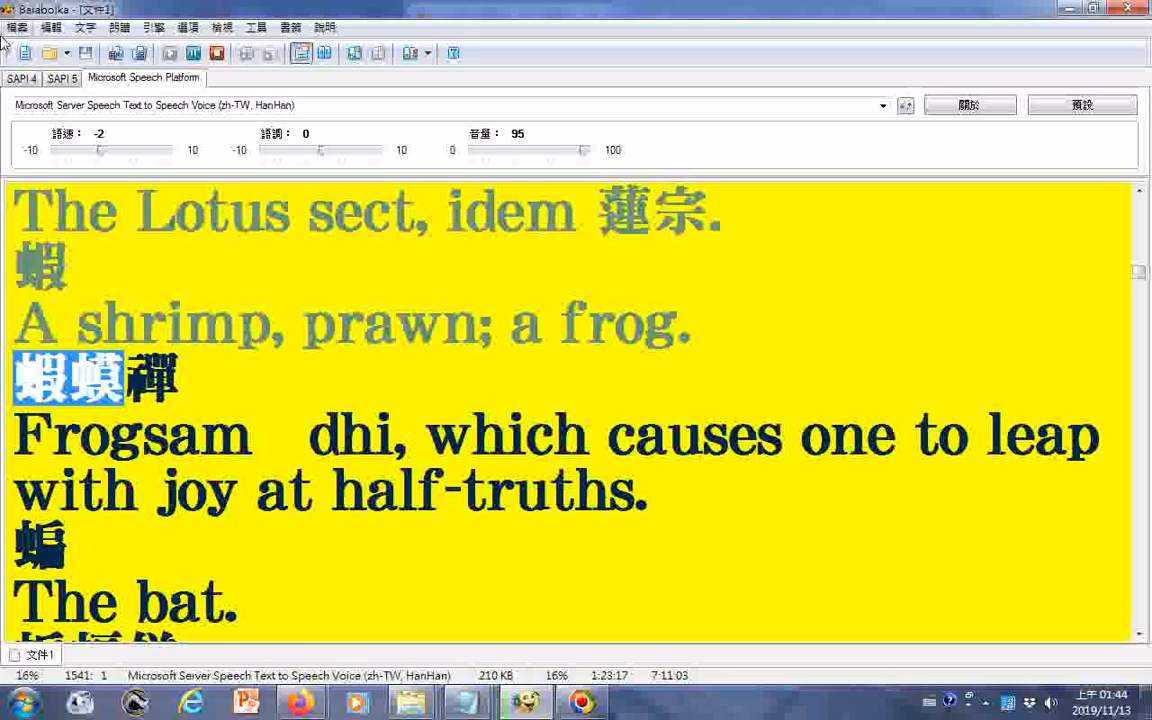 Balabolka - [文件1]
檔案 編輯 文字 朗讀 引擎 選項 檢視 工具 書籤 說明
SAPI 4 SAPI 5 Microsoft Speech Platform
Microsoft Server Speech Text to Speech Voice (zh-TW, HanHan) 關於 預設
語速： -2 語調： 0 音量： 95
-10 10 -10 10 0 100
The Lotus sect, idem 蓮宗.
蝦
A shrimp, prawn; a frog.
蝦蟆禪
Frogsam dhi, which causes one to leap
with joy at half-truths.
蝙
The bat.
文件1
16% 1541: 1 Microsoft Server Speech Text to Speech Voice (zh-TW, HanHan) 210 KB 16% 1:23:17 7:11:03
上午 01:44
2019/11/13